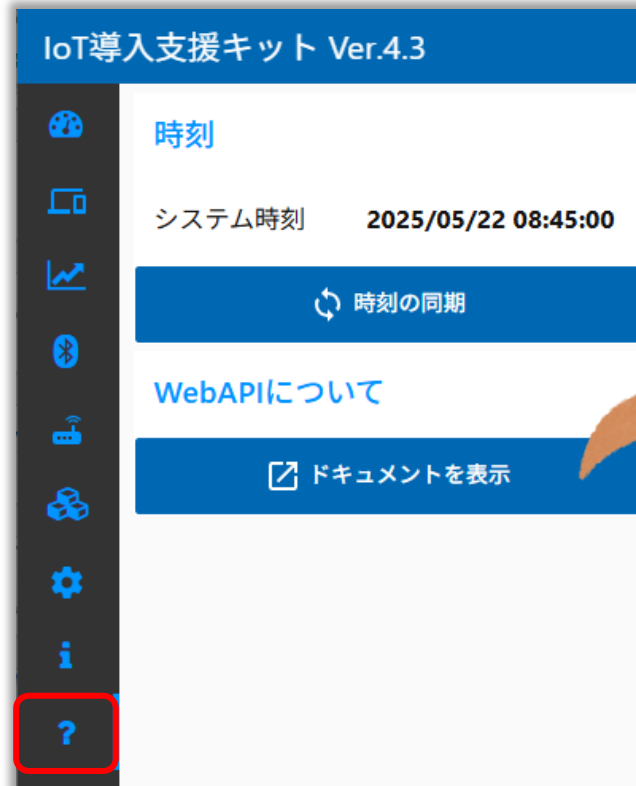 IoT導入支援キット Ver.4.3
時刻
システム時刻 2025/05/22 08:45:00
時刻の同期
WebAPIについて
ドキュメントを表示
?